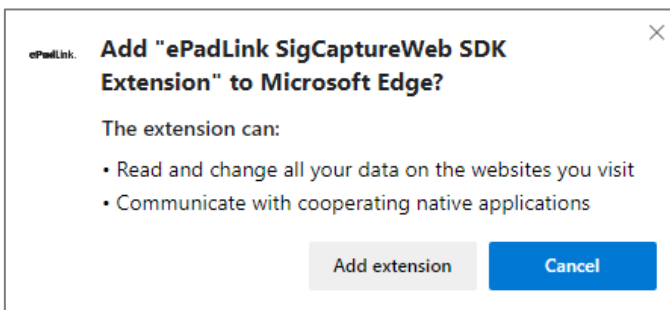 ePadLink.
Add "ePadLink SigCaptureWeb SDK
Extension" to Microsoft Edge?
The extension can:
• Read and change all your data on the websites you visit
• Communicate with cooperating native applications
Add extension
Cancel